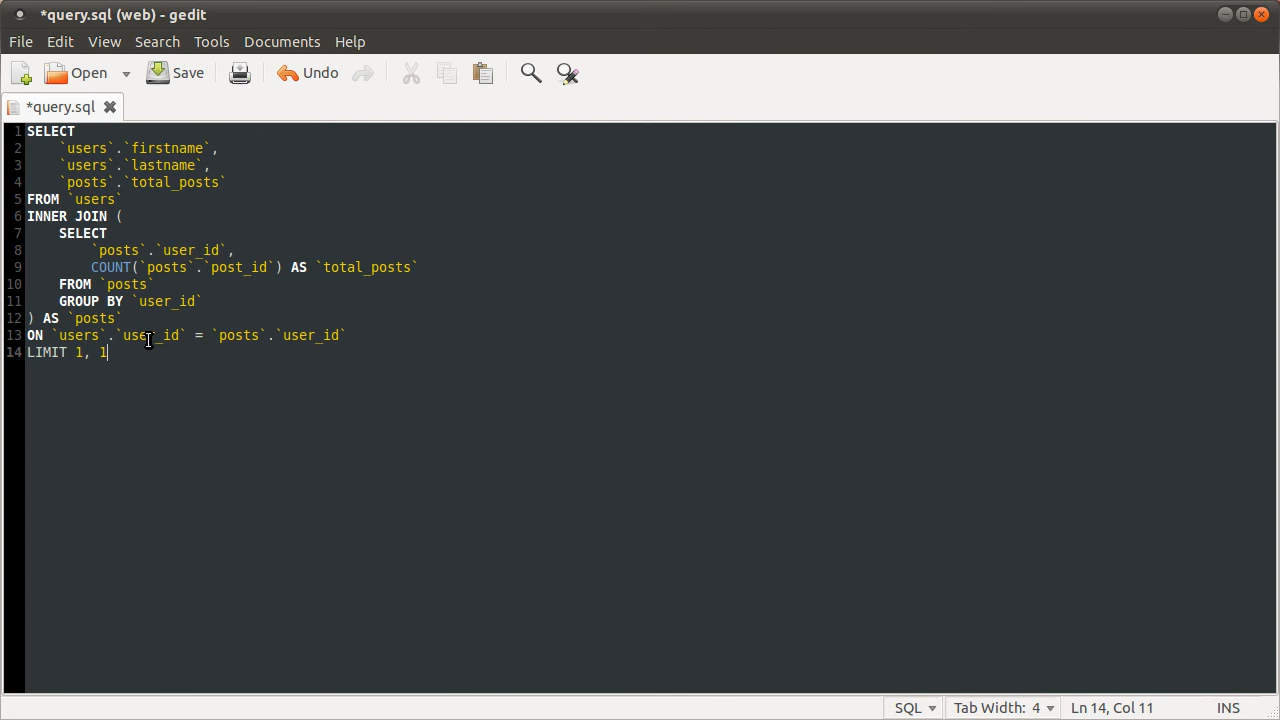 *query.sql (web) - gedit
File Edit View Search Tools Documents Help
Open Save Undo
*query.sql
1 SELECT
2     `users`.`firstname`,
3     `users`.`lastname`,
4     `posts`.`total_posts`
5 FROM `users`
6 INNER JOIN (
7     SELECT
8         `posts`.`user_id`,
9         COUNT(`posts`.`post_id`) AS `total_posts`
10     FROM `posts`
11     GROUP BY `user_id`
12 ) AS `posts`
13 ON `users`.`user_id` = `posts`.`user_id`
14 LIMIT 1, 1
SQL Tab Width: 4 Ln 14, Col 11 INS